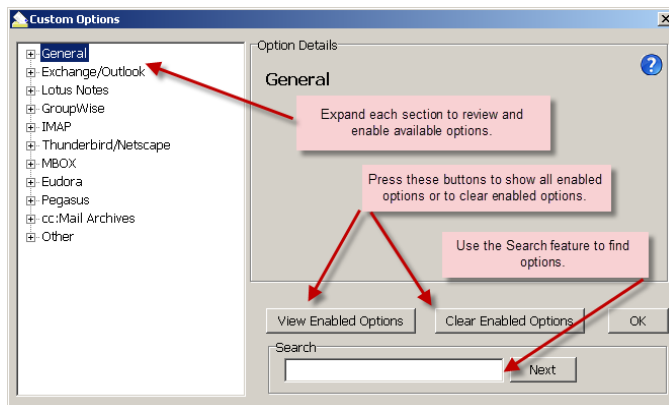 Custom Options
General
Exchange/Outlook
Lotus Notes
GroupWise
IMAP
Thunderbird/Netscape
MBOX
Eudora
Pegasus
cc:Mail Archives
Other
Option Details
General
?
Expand each section to review and
enable available options.
Press these buttons to show all enabled
options or to clear enabled options.
Use the Search feature to find
options.
View Enabled Options
Clear Enabled Options
OK
Search
Next